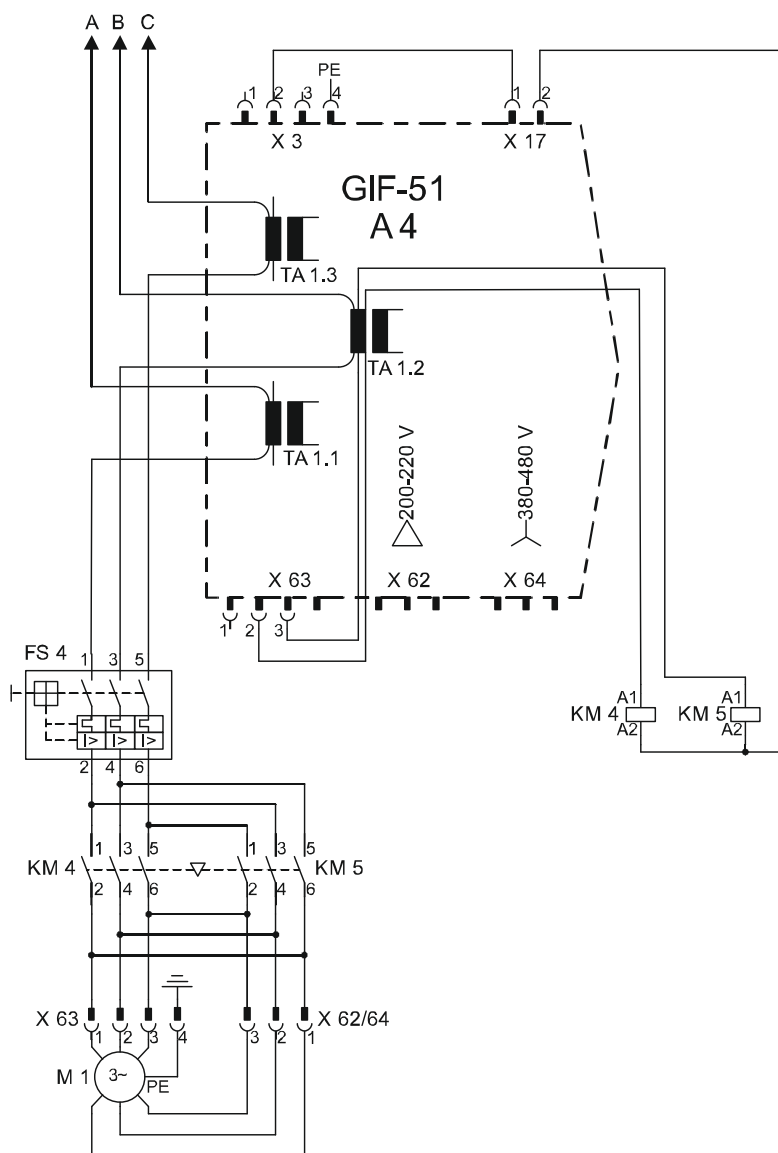 A B C
PE
1 2 3 4
1 2
X 3
X 17
GIF-51
A 4
TA 1.3
TA 1.2
TA 1.1
200-220 V
380-480 V
X 63
X 62
X 64
1 2 3
FS 4
1 3 5
I> I> I>
2 4 6
KM 4
A1
A2
KM 5
A1
A2
KM 4
1 3 5
2 4 6
1 3 5
2 4 6
KM 5
X 63
1 2 3 4
3 2 1
X 62/64
M 1
3~
PE